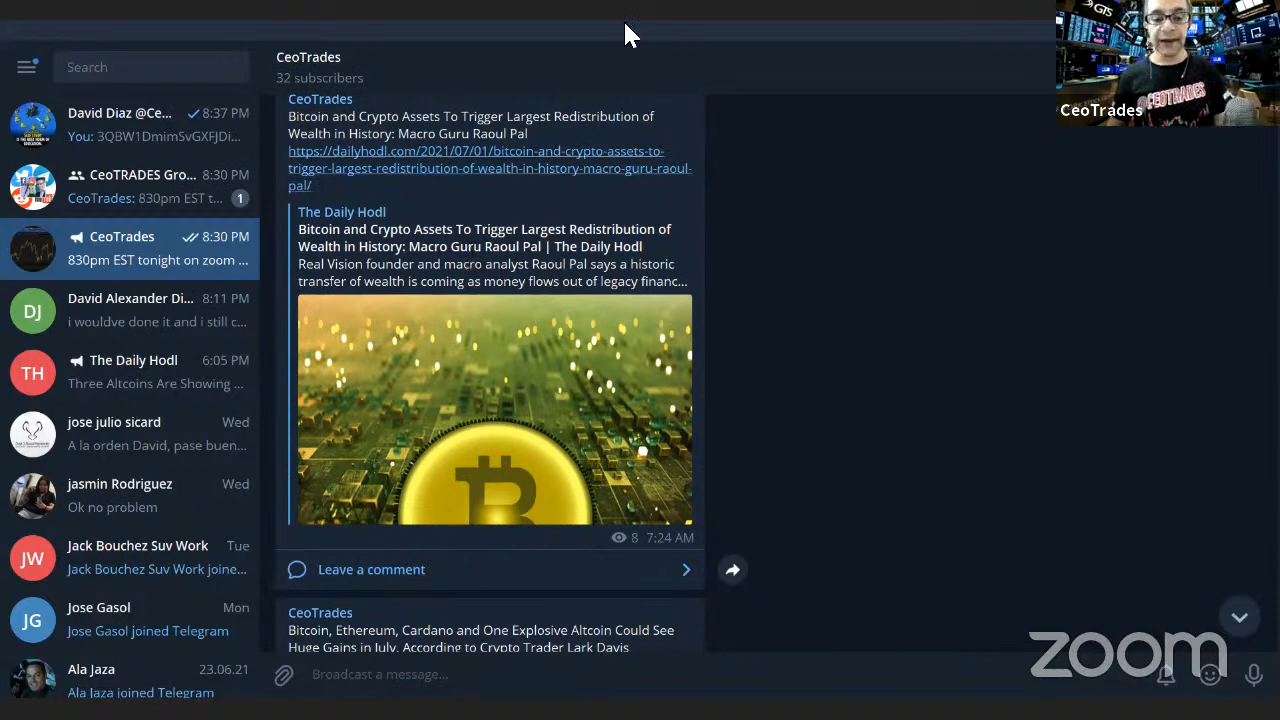 Search
David Diaz @Ce... 8:37 PM
You: 3QBW1DmimSvGXFJDi...
CeoTRADES Gro... 8:30 PM
CeoTrades: 830pm EST t... 1
CeoTrades 8:30 PM
830pm EST tonight on zoom ...
DJ
David Alexander Di... 8:11 PM
i wouldve done it and i still c...
TH
The Daily Hodl 6:05 PM
Three Altcoins Are Showing ...
jose julio sicard Wed
A la orden David, pase buen...
jasmin Rodriguez Wed
Ok no problem
JW
Jack Bouchez Suv Work Tue
Jack Bouchez Suv Work joine...
JG
Jose Gasol Mon
Jose Gasol joined Telegram
Ala Jaza 23.06.21
Ala Jaza joined Telegram
CeoTrades
32 subscribers
CeoTrades
Bitcoin and Crypto Assets To Trigger Largest Redistribution of
Wealth in History: Macro Guru Raoul Pal
https://dailyhodl.com/2021/07/01/bitcoin-and-crypto-assets-to-
trigger-largest-redistribution-of-wealth-in-history-macro-guru-raoul-
pal/
The Daily Hodl
Bitcoin and Crypto Assets To Trigger Largest Redistribution of
Wealth in History: Macro Guru Raoul Pal | The Daily Hodl
Real Vision founder and macro analyst Raoul Pal says a historic
transfer of wealth is coming as money flows out of legacy financ...
8 7:24 AM
Leave a comment
CeoTrades
Bitcoin, Ethereum, Cardano and One Explosive Altcoin Could See
Huge Gains in July, According to Crypto Trader Lark Davis
Broadcast a message...
GTS
CEOTRADES
CeoTrades
zoom